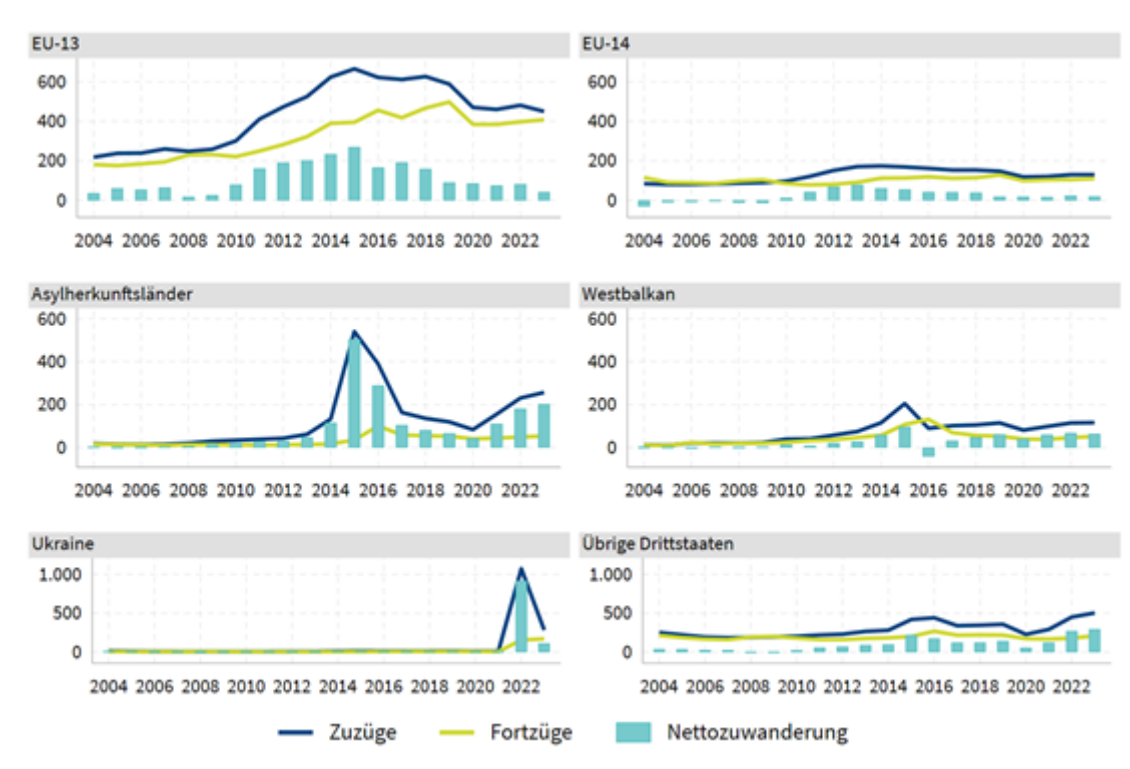 EU-13 EU-14
600 600
400 400
200 200
0 0
2004 2006 2008 2010 2012 2014 2016 2018 2020 2022 2004 2006 2008 2010 2012 2014 2016 2018 2020 2022
Asylherkunftsländer Westbalkan
600 600
400 400
200 200
0 0
2004 2006 2008 2010 2012 2014 2016 2018 2020 2022 2004 2006 2008 2010 2012 2014 2016 2018 2020 2022
Ukraine Übrige Drittstaaten
1.000 1.000
500 500
0 0
2004 2006 2008 2010 2012 2014 2016 2018 2020 2022 2004 2006 2008 2010 2012 2014 2016 2018 2020 2022
Zuzüge Fortzüge Nettozuwanderung